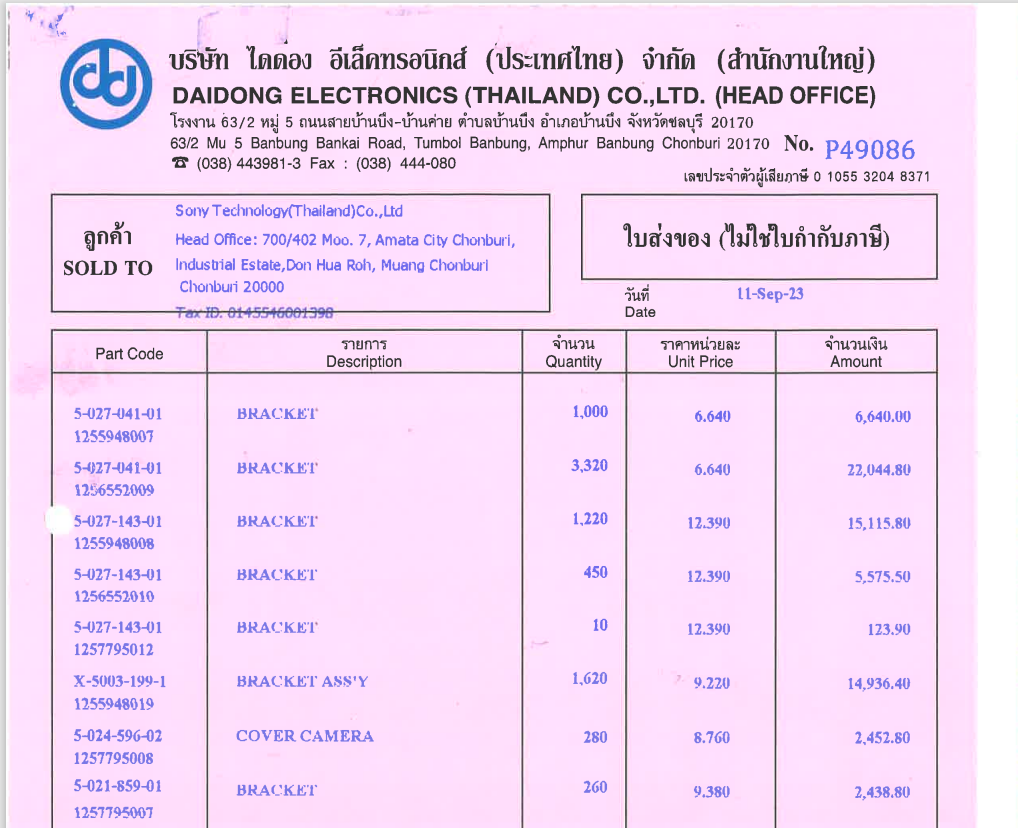 บริษัท ไดดอง อีเล็คทรอนิกส์ (ประเทศไทย) จำกัด (สำนักงานใหญ่)
DAIDONG ELECTRONICS (THAILAND) CO.,LTD. (HEAD OFFICE)
โรงงาน 63/2 หมู่ 5 ถนนสายบ้านบึง-บ้านค่าย ตำบลบ้านบึง อำเภอบ้านบึง จังหวัดชลบุรี 20170
63/2 Mu 5 Banbung Bankai Road, Tumbol Banbung, Amphur Banbung Chonburi 20170 No. P49086
☎ (038) 443981-3 Fax : (038) 444-080
เลขประจำตัวผู้เสียภาษี 0 1055 3204 8371
ลูกค้า
SOLD TO
Sony Technology(Thailand)Co.,Ltd
Head Office: 700/402 Moo. 7, Amata City Chonburi,
Industrial Estate,Don Hua Roh, Muang Chonburi
Chonburi 20000
Tax ID. 0145546001398
ใบส่งของ (ไม่ใช่ใบกำกับภาษี)
วันที่ 11-Sep-23
Date
Part Code รายการ จำนวน ราคาหน่วยละ จำนวนเงิน
Description Quantity Unit Price Amount
5-027-041-01 BRACKET 1,000 6.640 6,640.00
1255948007
5-027-041-01 BRACKET 3,320 6.640 22,044.80
1256552009
5-027-143-01 BRACKET 1,220 12.390 15,115.80
1255948008
5-027-143-01 BRACKET 450 12.390 5,575.50
1256552010
5-027-143-01 BRACKET 10 12.390 123.90
1257795012
X-5003-199-1 BRACKET ASS'Y 1,620 9.220 14,936.40
1255948019
5-024-596-02 COVER CAMERA 280 8.760 2,452.80
1257795008
5-021-859-01 BRACKET 260 9.380 2,438.80
1257795007